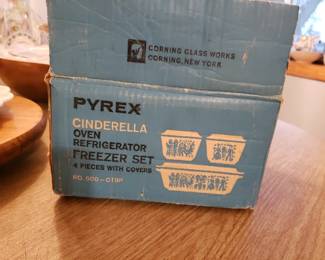 CORNING GLASS WORKS
CORNING, NEW YORK
PYREX
CINDERELLA
OVEN
REFRIGERATOR
FREEZER SET
4 PIECES WITH COVERS